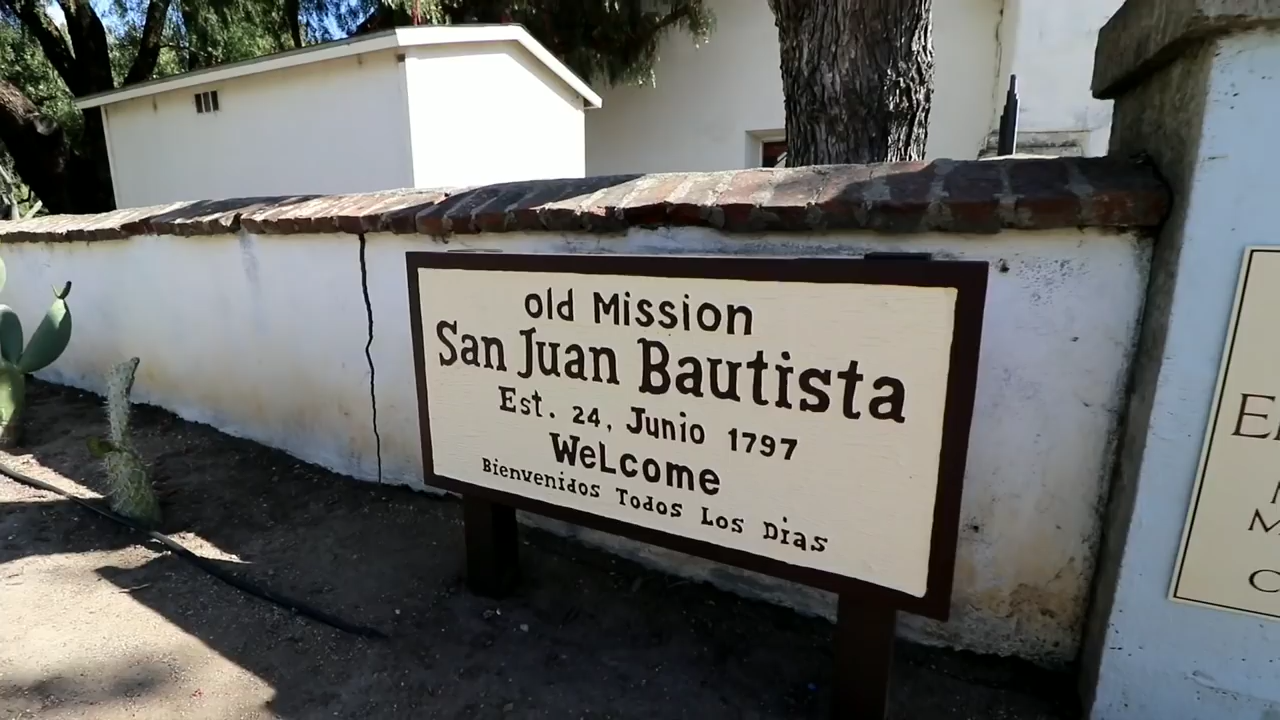 old Mission
San Juan Bautista
Est. 24, Junio 1797
WeLcome
Bienvenidos Todos Los Dias